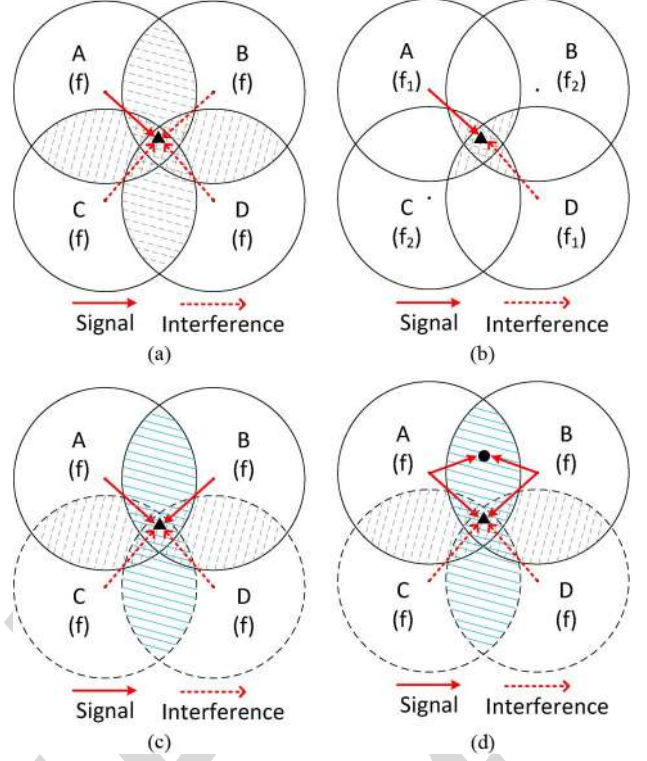 A B A B
(f) (f) (f₁) (f₂)
C D C D
(f) (f) (f₂) (f₁)
Signal Interference Signal Interference
(a) (b)
A B A B
(f) (f) (f) (f)
C D C D
(f) (f) (f) (f)
Signal Interference Signal Interference
(c) (d)